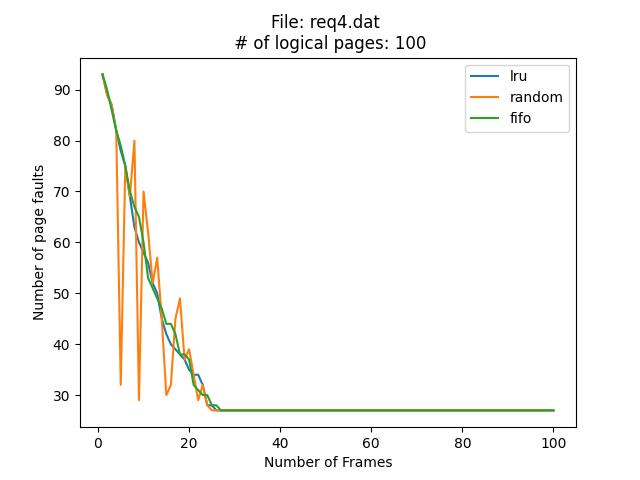 File: req4.dat
# of logical pages: 100
lru
random
fifo
Number of page faults
90
80
70
60
50
40
30
0
20
40
60
80
100
Number of Frames